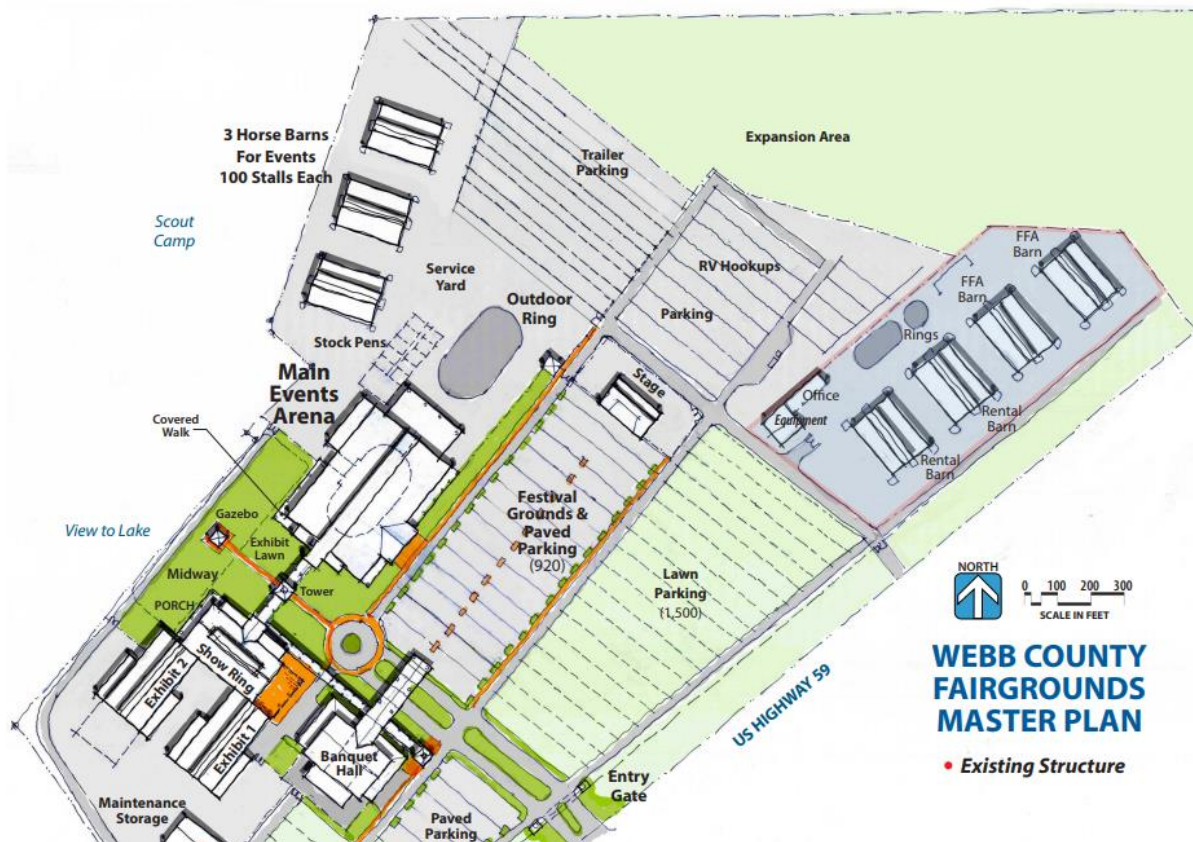 3 Horse Barns
For Events
100 Stalls Each
Trailer
Parking
Expansion Area
Scout
Camp
Service
Yard
Outdoor
Ring
RV Hookups
Parking
FFA
Barn
FFA
Barn
Rings
Stock Pens
Main
Events
Arena
Stage
Office
Equipment
Rental
Barn
Rental
Barn
Covered
Walk
View to Lake
Gazebo
Exhibit
Lawn
Midway
PORCH
Tower
Festival
Grounds &
Paved
Parking
(920)
Lawn
Parking
(1,500)
Show Ring
Exhibit 2
Exhibit 1
Banquet
Hall
Maintenance
Storage
Paved
Parking
Entry
Gate
US HIGHWAY 59
NORTH
0 100 200 300
SCALE IN FEET
WEBB COUNTY
FAIRGROUNDS
MASTER PLAN
• Existing Structure